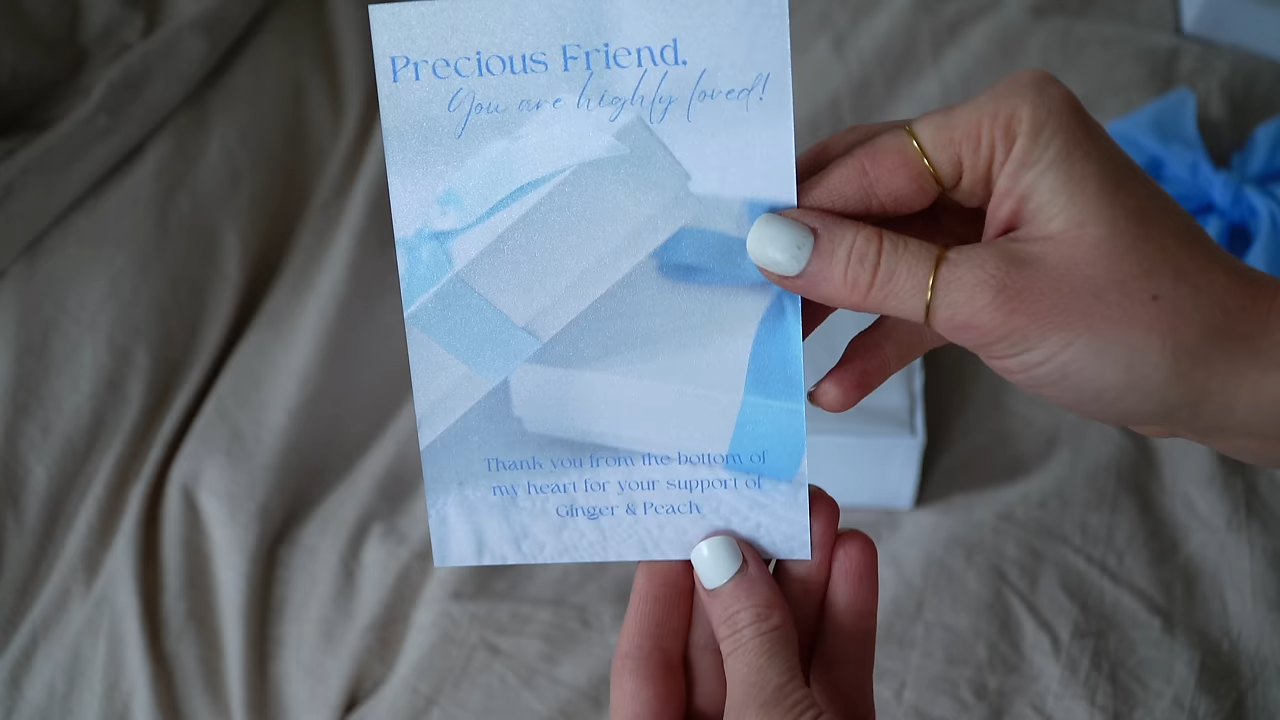 Precious Friend,
You are highly loved!
Thank you from the bottom of
my heart for your support of
Ginger & Peach